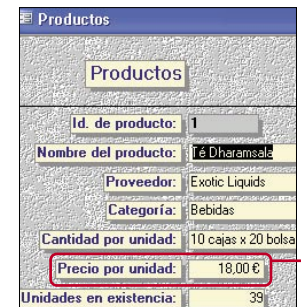 Productos
Productos
Id. de producto: 1
Nombre del producto: Té Dharamsala
Proveedor: Exotic Liquids
Categoría: Bebidas
Cantidad por unidad: 10 cajas x 20 bolsa
Precio por unidad: 18,00 €
Unidades en existencia: 39